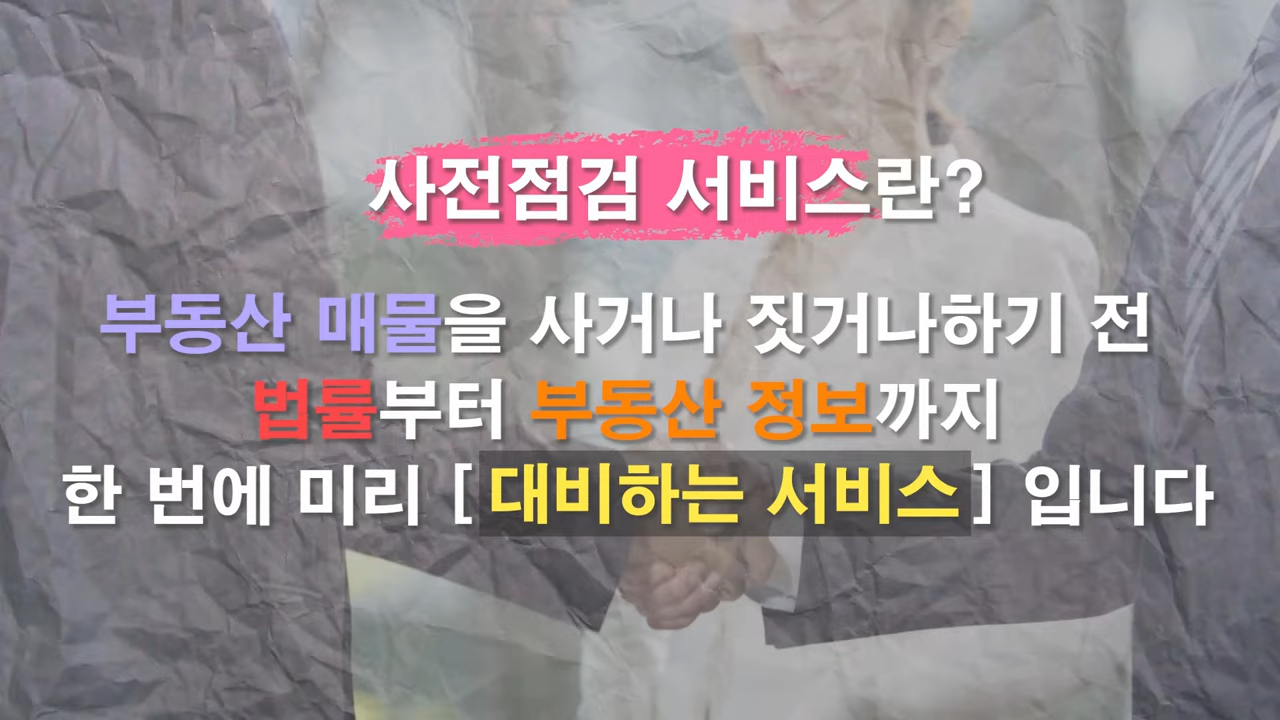 사전점검 서비스란?
부동산 매물을 사거나 짓거나하기 전
법률부터 부동산 정보까지
한 번에 미리 [대비하는 서비스] 입니다